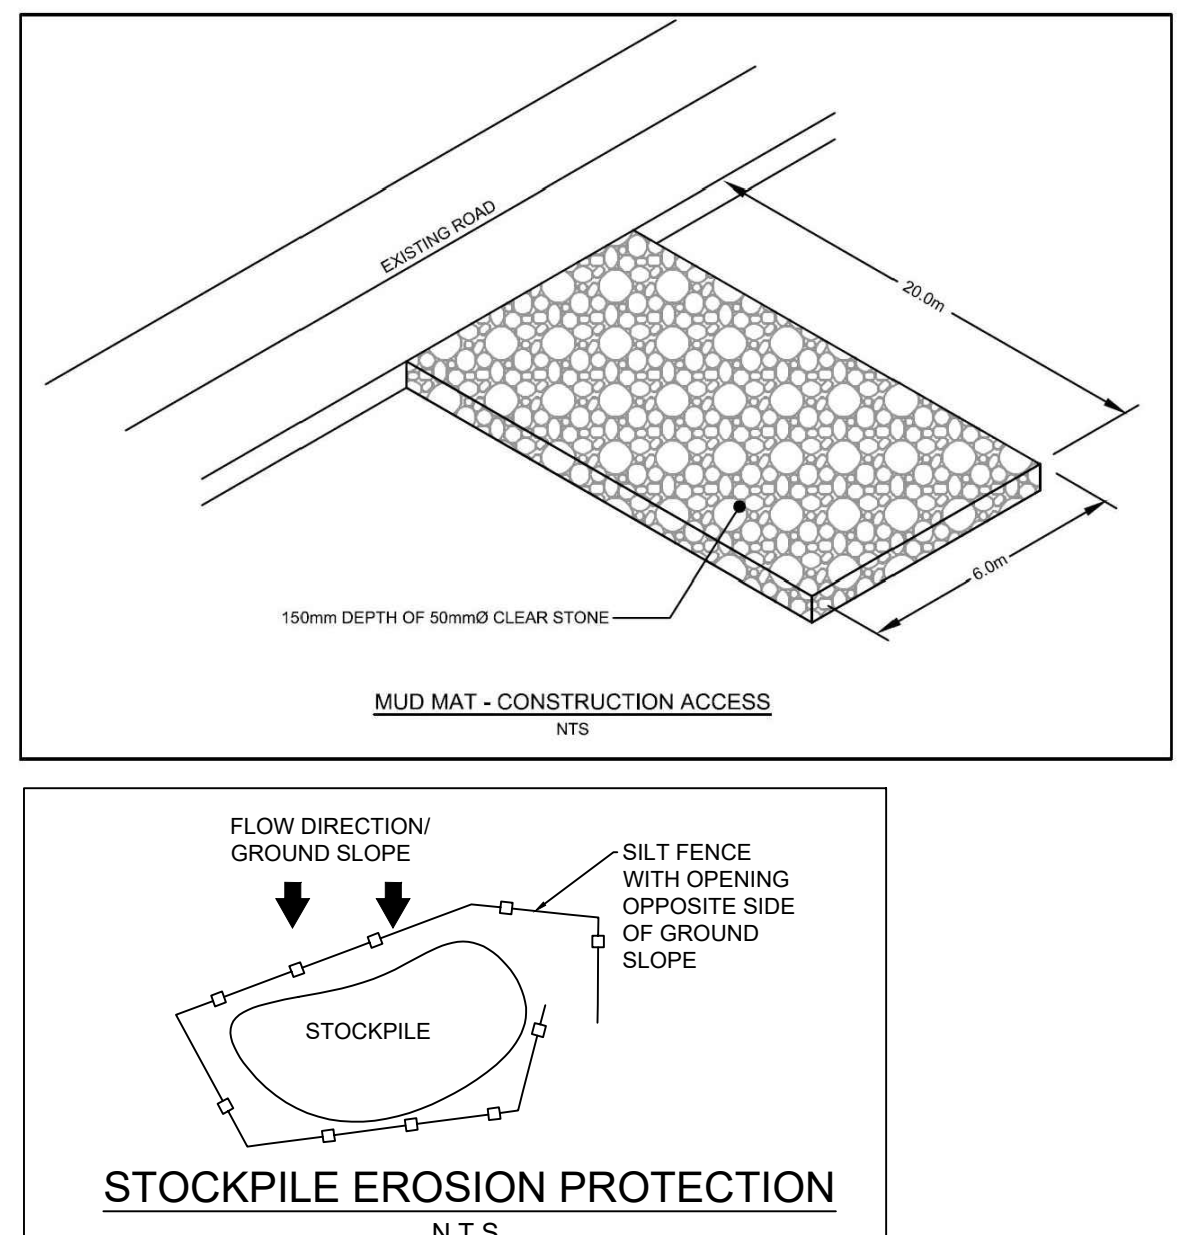 EXISTING ROAD
20.0m
6.0m
150mm DEPTH OF 50mmØ CLEAR STONE
MUD MAT - CONSTRUCTION ACCESS
NTS
FLOW DIRECTION/
GROUND SLOPE
SILT FENCE
WITH OPENING
OPPOSITE SIDE
OF GROUND
SLOPE
STOCKPILE
STOCKPILE EROSION PROTECTION
N.T.S.